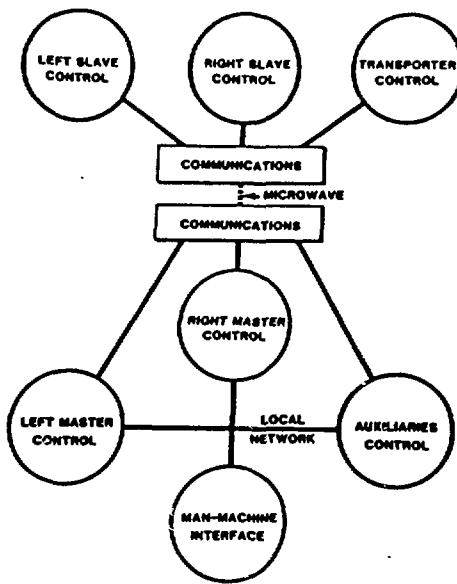 LEFT SLAVE
CONTROL
RIGHT SLAVE
CONTROL
TRANSPORTER
CONTROL
COMMUNICATIONS
MICROWAVE
COMMUNICATIONS
RIGHT MASTER
CONTROL
LEFT MASTER
CONTROL
LOCAL
NETWORK
AUXILIARIES
CONTROL
MAN-MACHINE
INTERFACE